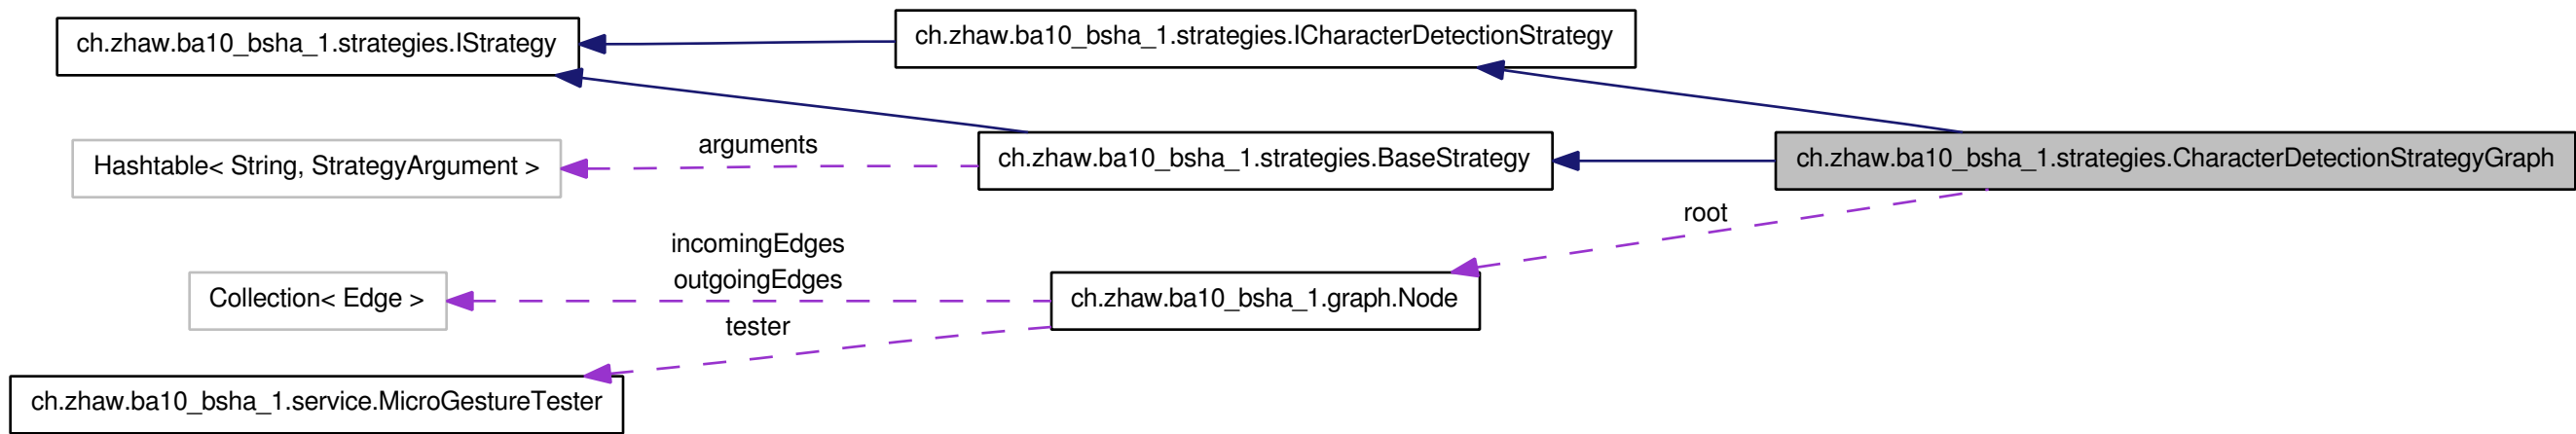 ch.zhaw.ba10_bsha_1.strategies.IStrategy
ch.zhaw.ba10_bsha_1.strategies.ICharacterDetectionStrategy
Hashtable< String, StrategyArgument >
arguments
ch.zhaw.ba10_bsha_1.strategies.BaseStrategy
ch.zhaw.ba10_bsha_1.strategies.CharacterDetectionStrategyGraph
root
incomingEdges
outgoingEdges
Collection< Edge >
ch.zhaw.ba10_bsha_1.graph.Node
tester
ch.zhaw.ba10_bsha_1.service.MicroGestureTester